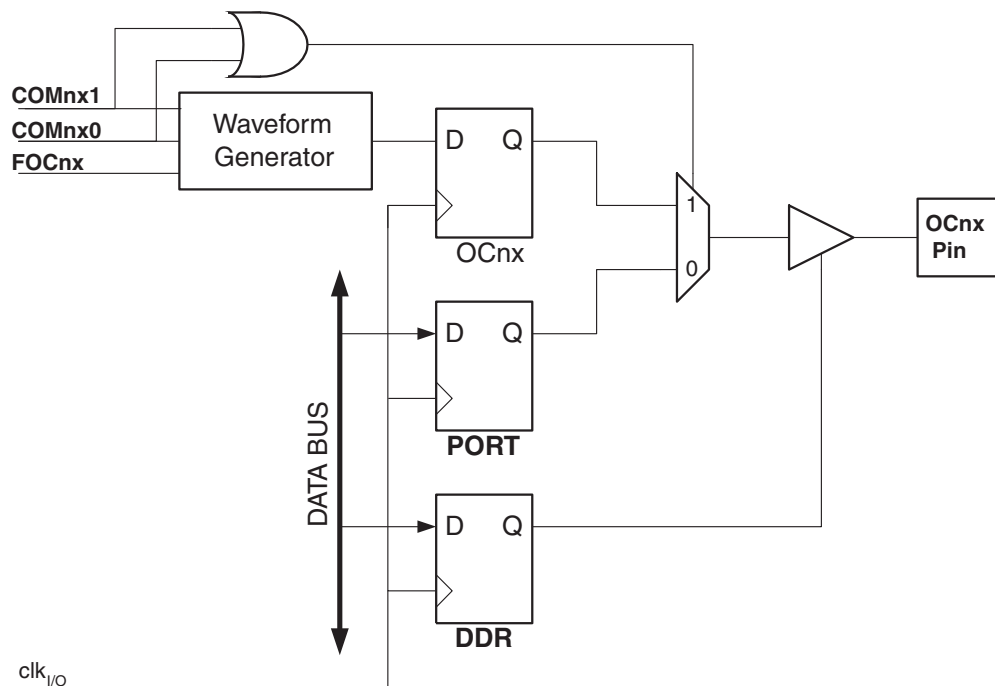 COMnx1
COMnx0
FOCnx
Waveform
Generator
D Q
OCnx
1
0
OCnx
Pin
D Q
PORT
DATA BUS
D Q
DDR
clkI/O